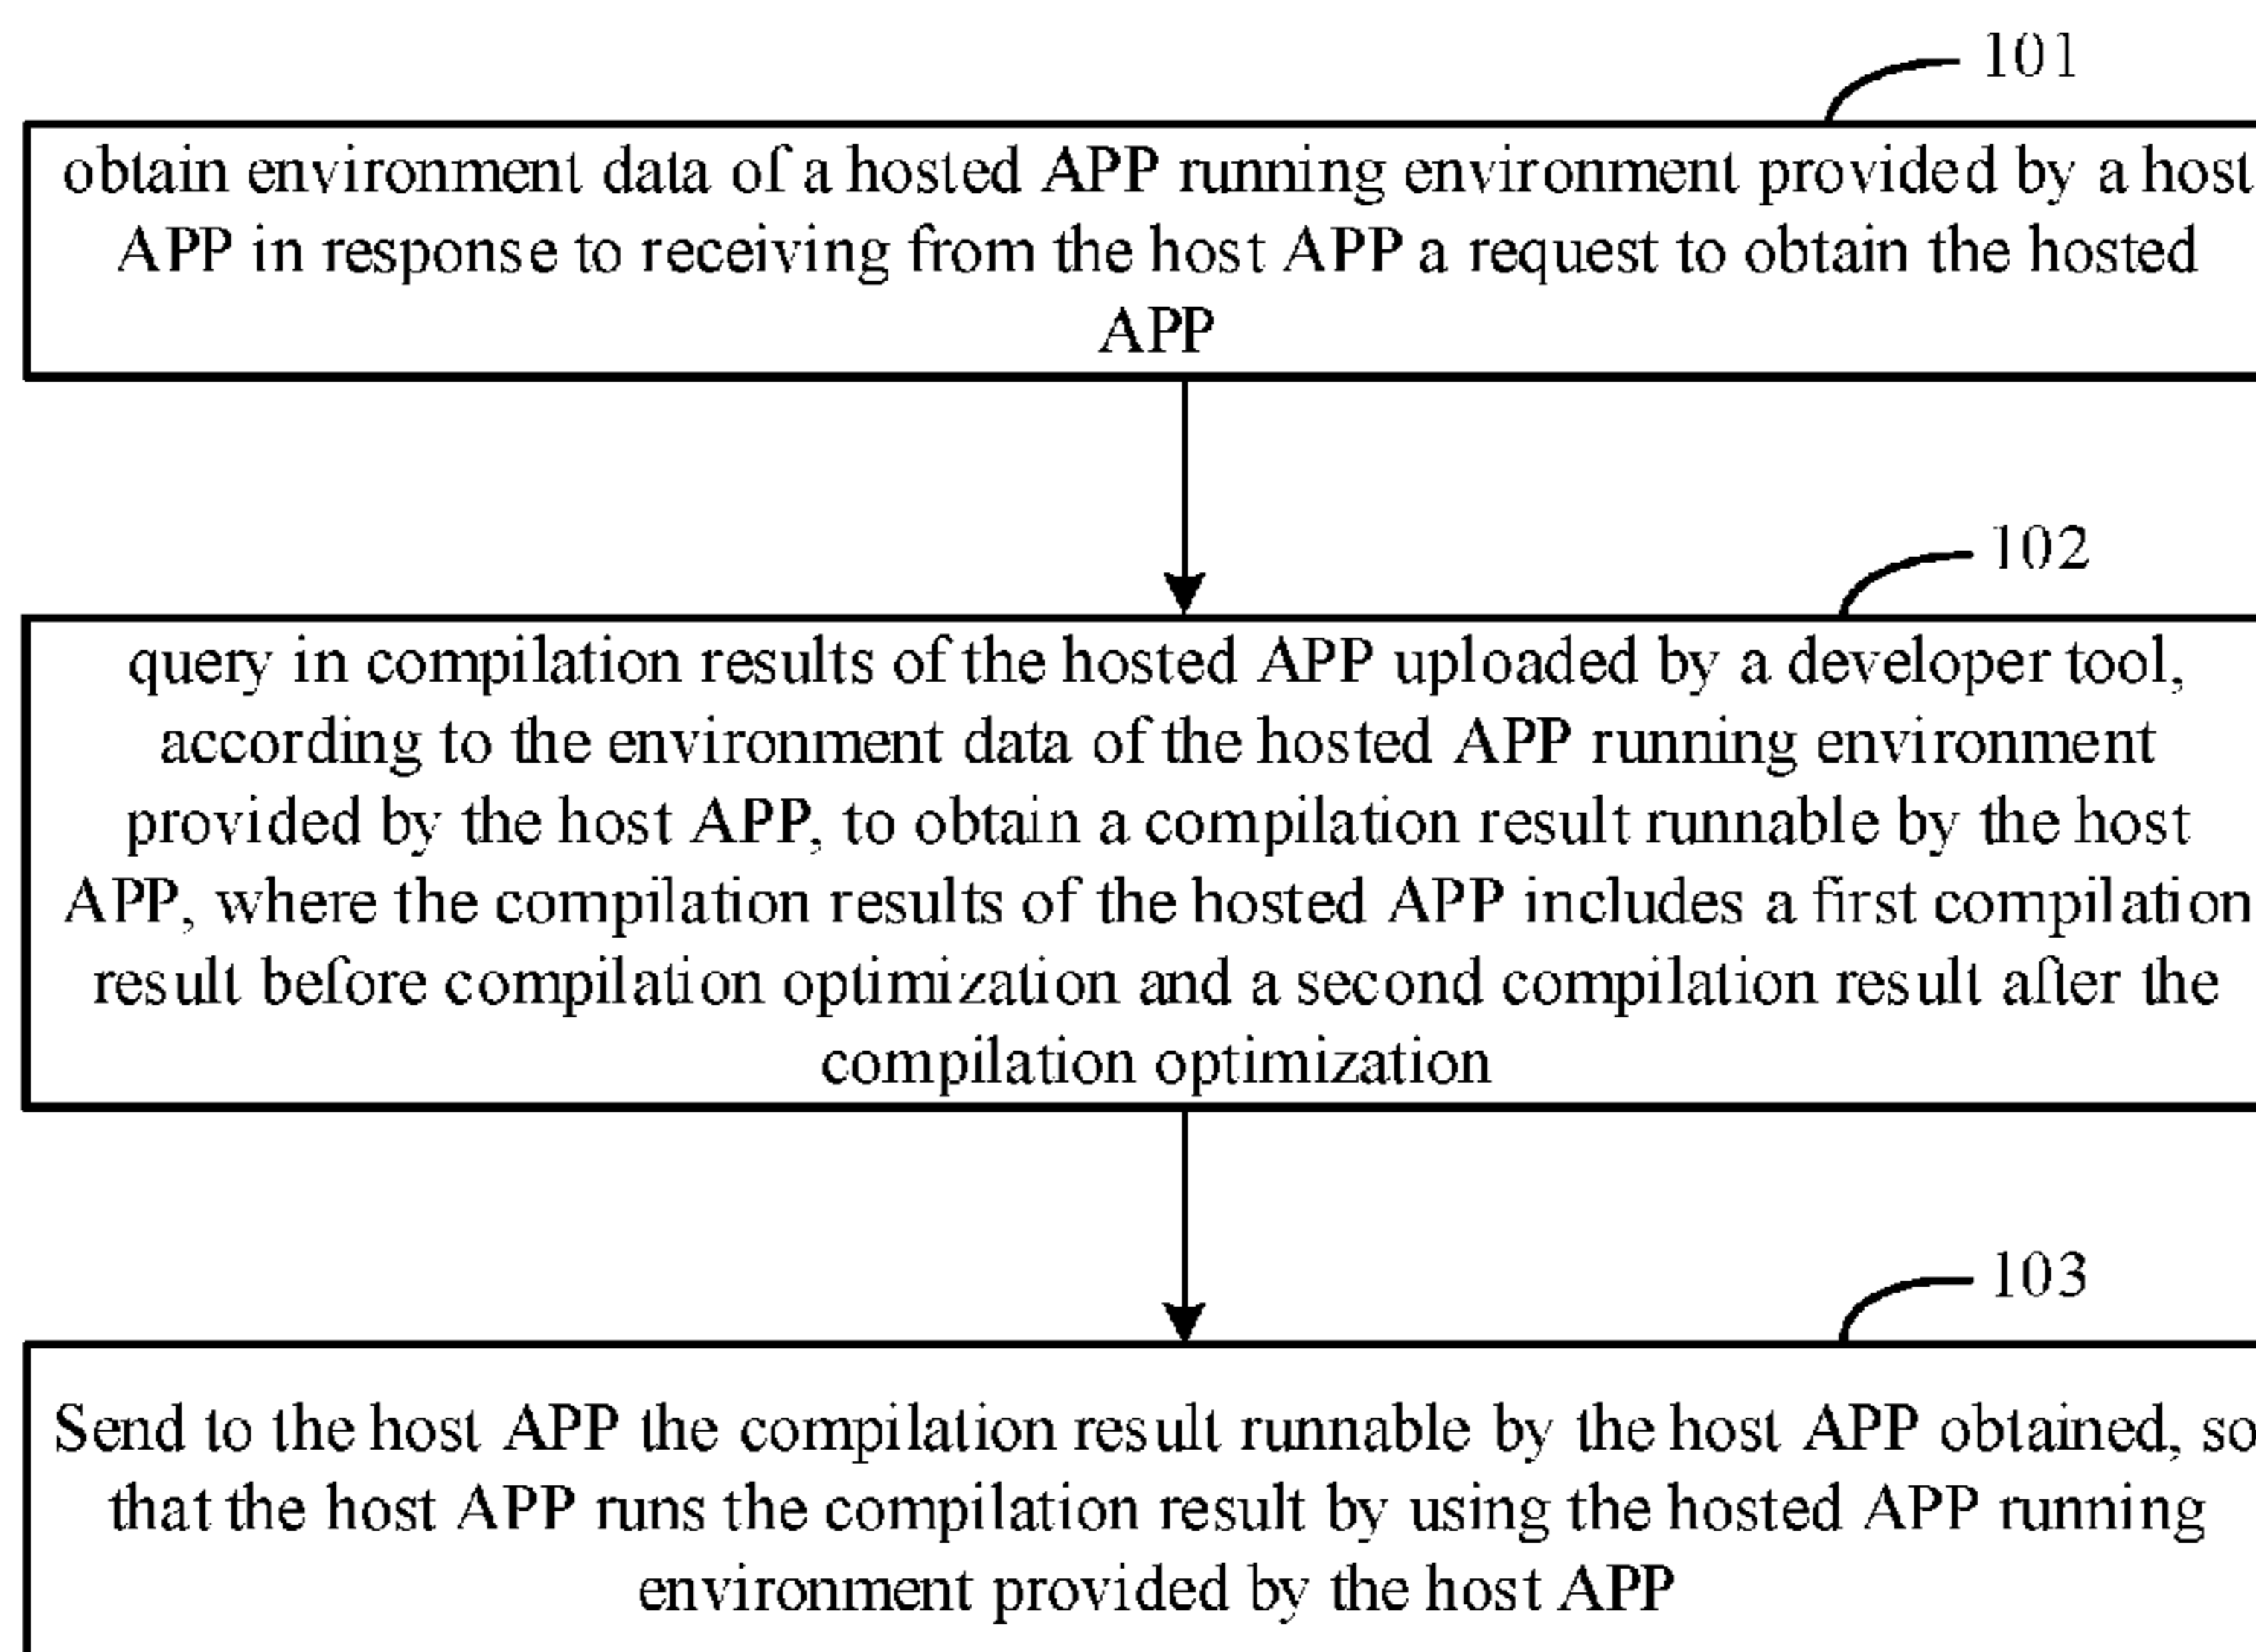 101
obtain environment data of a hosted APP running environment provided by a host
APP in response to receiving from the host APP a request to obtain the hosted
APP
102
query in compilation results of the hosted APP uploaded by a developer tool,
according to the environment data of the hosted APP running environment
provided by the host APP, to obtain a compilation result runnable by the host
APP, where the compilation results of the hosted APP includes a first compilation
result before compilation optimization and a second compilation result after the
compilation optimization
103
Send to the host APP the compilation result runnable by the host APP obtained, so
that the host APP runs the compilation result by using the hosted APP running
environment provided by the host APP